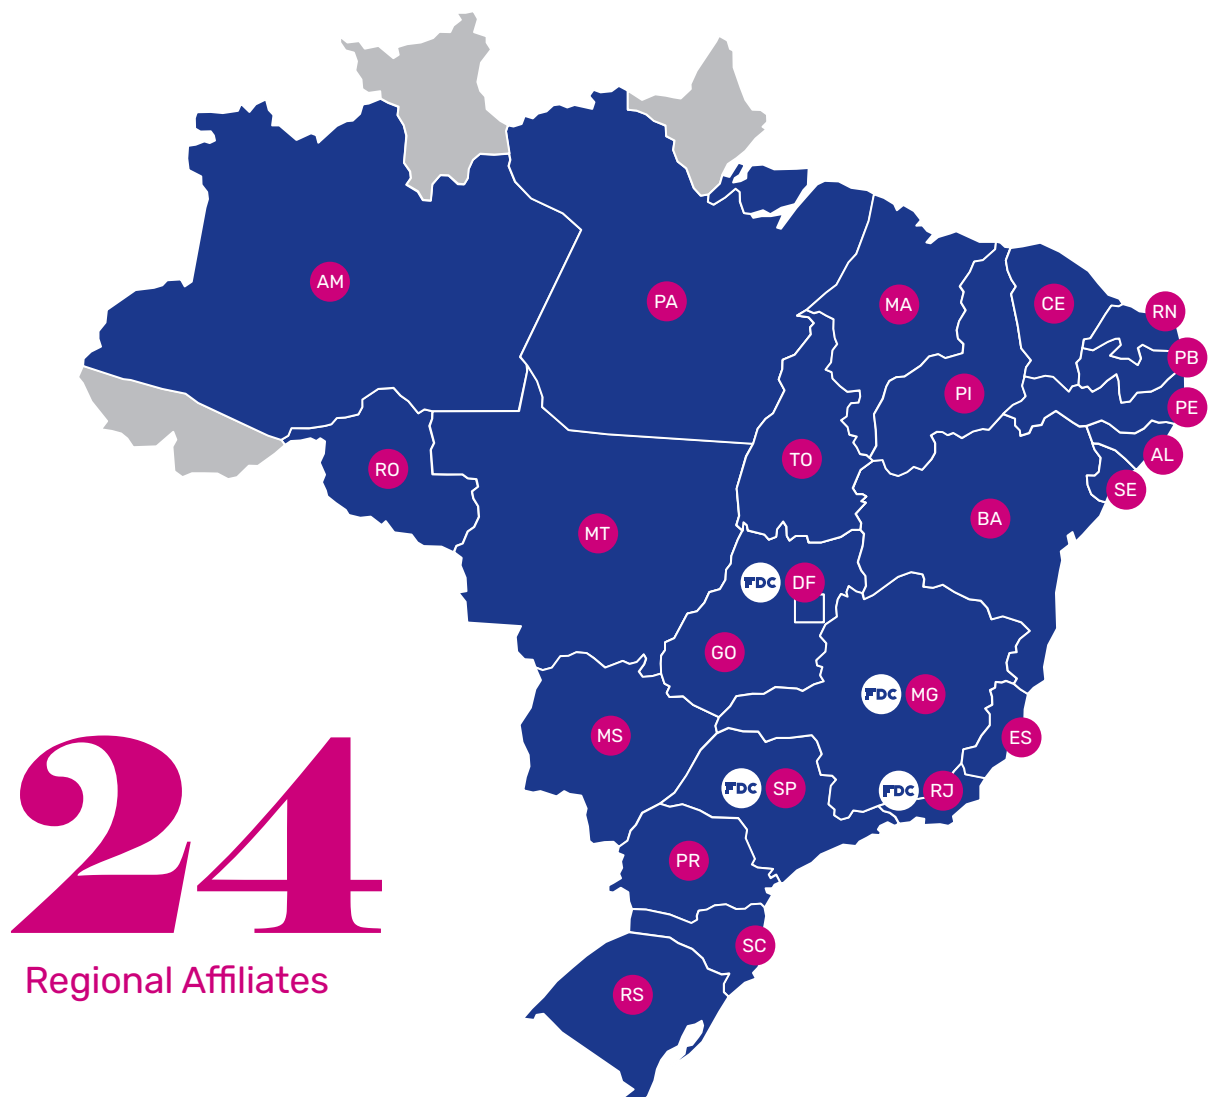 AM
PA
MA
CE
RN
PB
PI
PE
TO
AL
RO
SE
BA
MT
FDC DF
GO
FDC MG
MS
ES
FDC SP
FDC RJ
PR
SC
RS
24
Regional Affiliates